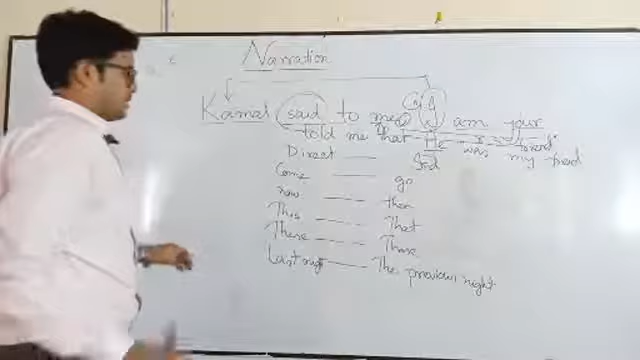 Narration
Kamal said to me, "I am your friend"
told me that He was my friend
Direct —
Come go
now — then
This — That
These — Those
Last night — The previous night